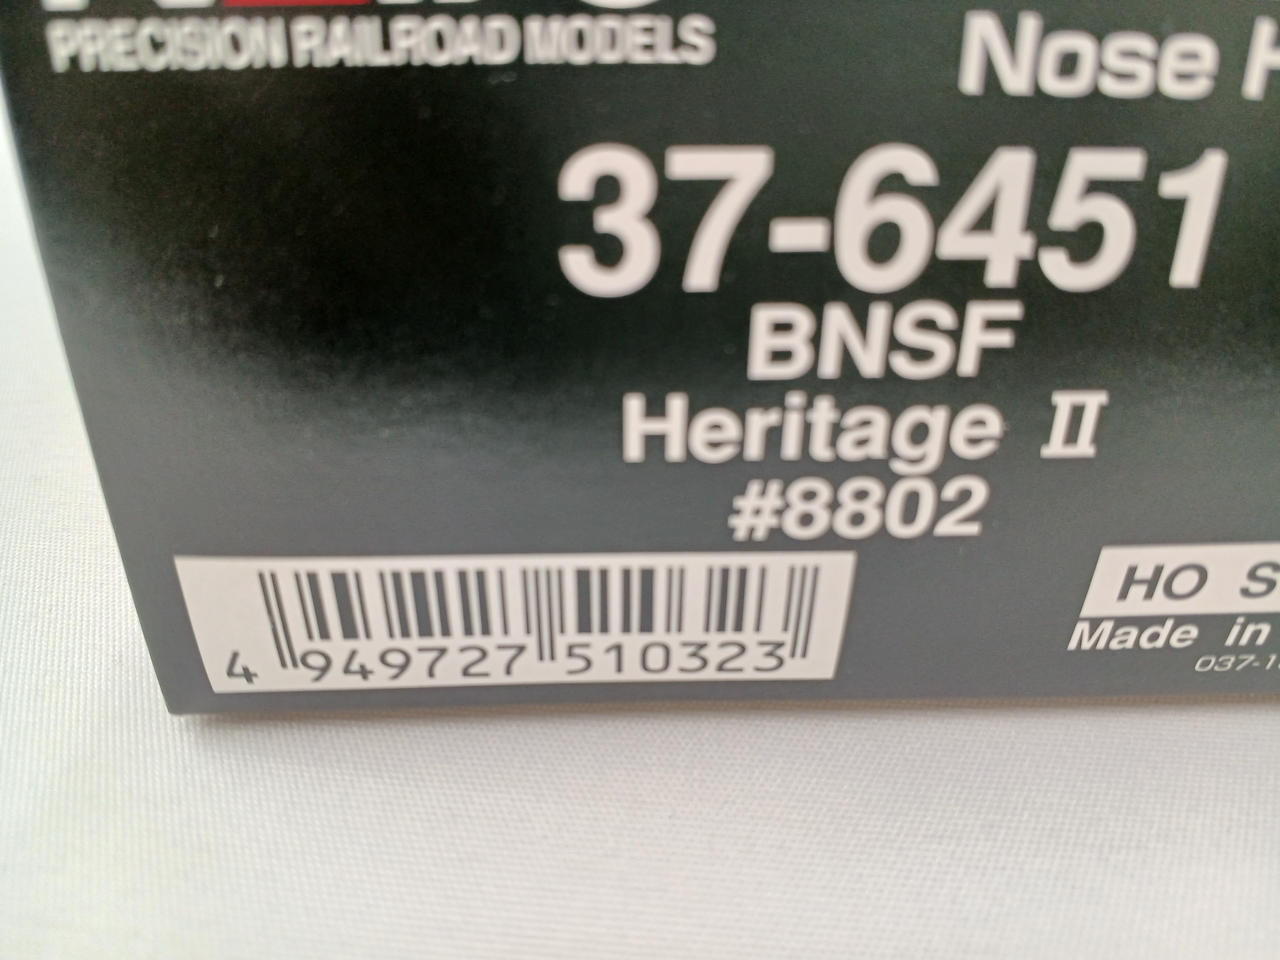 PRECISION RAILROAD MODELS
Nose
37-6451
BNSF
Heritage II
#8802
4 949727 510323
HO
Made in